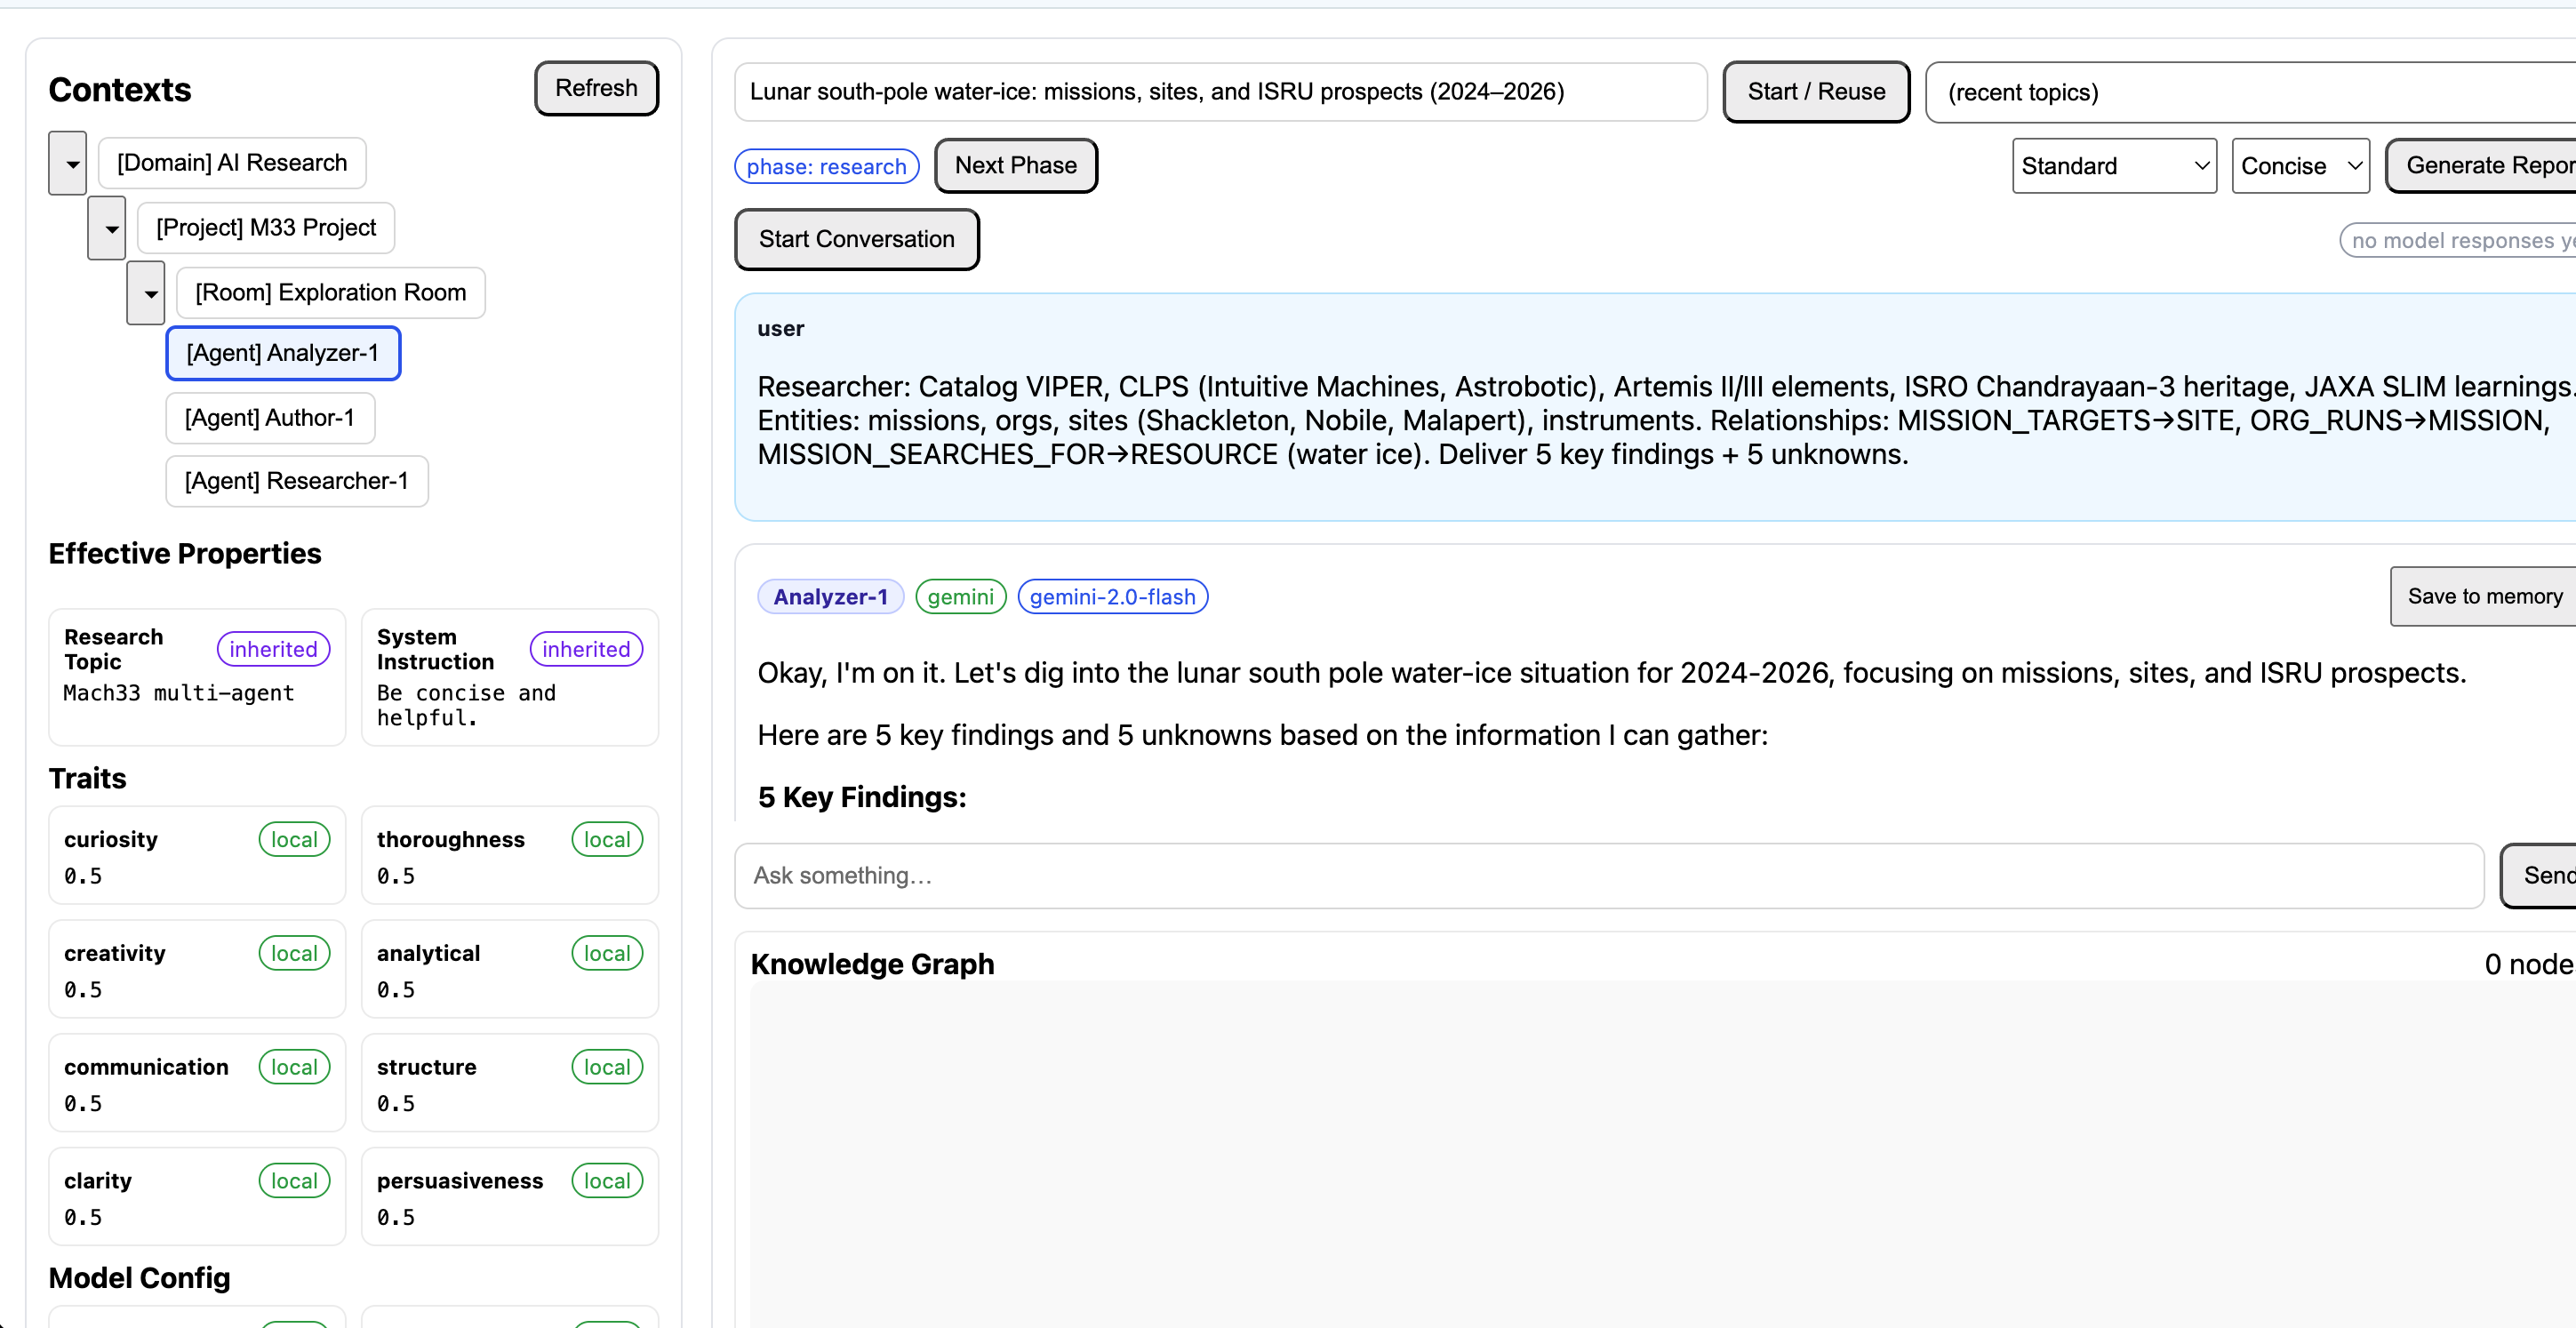 Contexts
Refresh
[Domain] AI Research
[Project] M33 Project
[Room] Exploration Room
[Agent] Analyzer-1
[Agent] Author-1
[Agent] Researcher-1
Effective Properties
Research Topic
inherited
Mach33 multi-agent
System Instruction
inherited
Be concise and
helpful.
Traits
curiosity
local
0.5
thoroughness
local
0.5
creativity
local
0.5
analytical
local
0.5
communication
local
0.5
structure
local
0.5
clarity
local
0.5
persuasiveness
local
0.5
Model Config
Lunar south-pole water-ice: missions, sites, and ISRU prospects (2024–2026)
Start / Reuse
(recent topics)
phase: research
Next Phase
Standard
Concise
Generate Repor
Start Conversation
no model responses ye
user
Researcher: Catalog VIPER, CLPS (Intuitive Machines, Astrobotic), Artemis II/III elements, ISRO Chandrayaan-3 heritage, JAXA SLIM learnings.
Entities: missions, orgs, sites (Shackleton, Nobile, Malapert), instruments. Relationships: MISSION_TARGETS→SITE, ORG_RUNS→MISSION,
MISSION_SEARCHES_FOR→RESOURCE (water ice). Deliver 5 key findings + 5 unknowns.
Analyzer-1
gemini
gemini-2.0-flash
Save to memory
Okay, I'm on it. Let's dig into the lunar south pole water-ice situation for 2024-2026, focusing on missions, sites, and ISRU prospects.
Here are 5 key findings and 5 unknowns based on the information I can gather:
5 Key Findings:
Ask something…
Send
Knowledge Graph
0 node